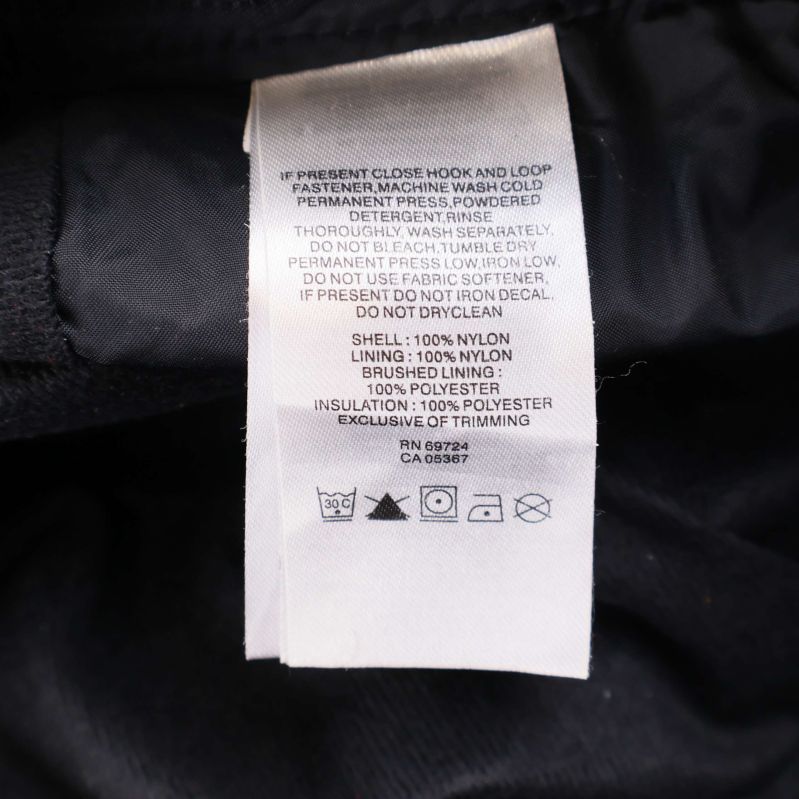 IF PRESENT CLOSE HOOK AND LOOP
FASTENER,MACHINE WASH COLD
PERMANENT PRESS,POWDERED
DETERGENT,RINSE
THOROUGHLY, WASH SEPARATELY,
DO NOT BLEACH,TUMBLE DRY
PERMANENT PRESS LOW,IRON LOW,
DO NOT USE FABRIC SOFTENER,
IF PRESENT DO NOT IRON DECAL,
DO NOT DRYCLEAN
SHELL : 100% NYLON
LINING : 100% NYLON
BRUSHED LINING :
100% POLYESTER
INSULATION : 100% POLYESTER
EXCLUSIVE OF TRIMMING
RN 69724
CA 05367
30 C